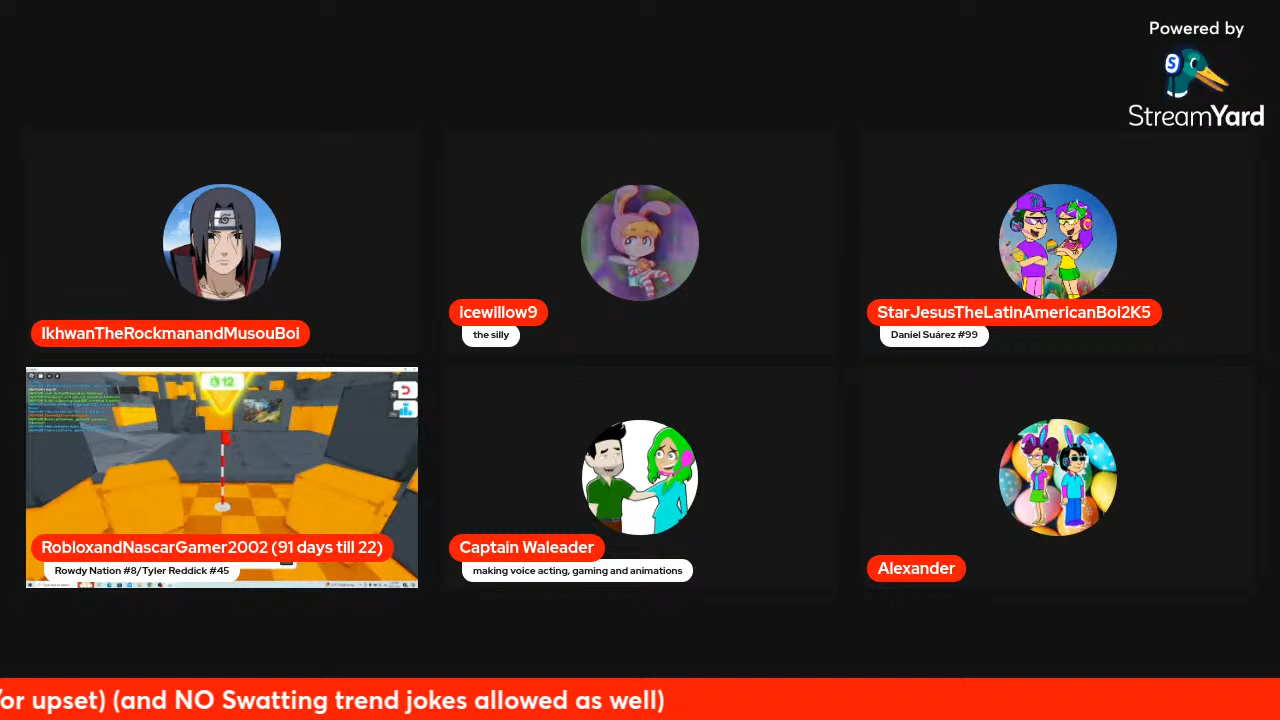 Powered by
StreamYard
IkhwanTheRockmanandMusouBoi
icewillow9
the silly
StarJesusTheLatinAmericanBoi2K5
Daniel Suárez #99
12
RobloxandNascarGamer2002 (91 days till 22)
Rowdy Nation #8/Tyler Reddick #45
Captain Waleader
making voice acting, gaming and animations
Alexander
/or upset) (and NO Swatting trend jokes allowed as well)